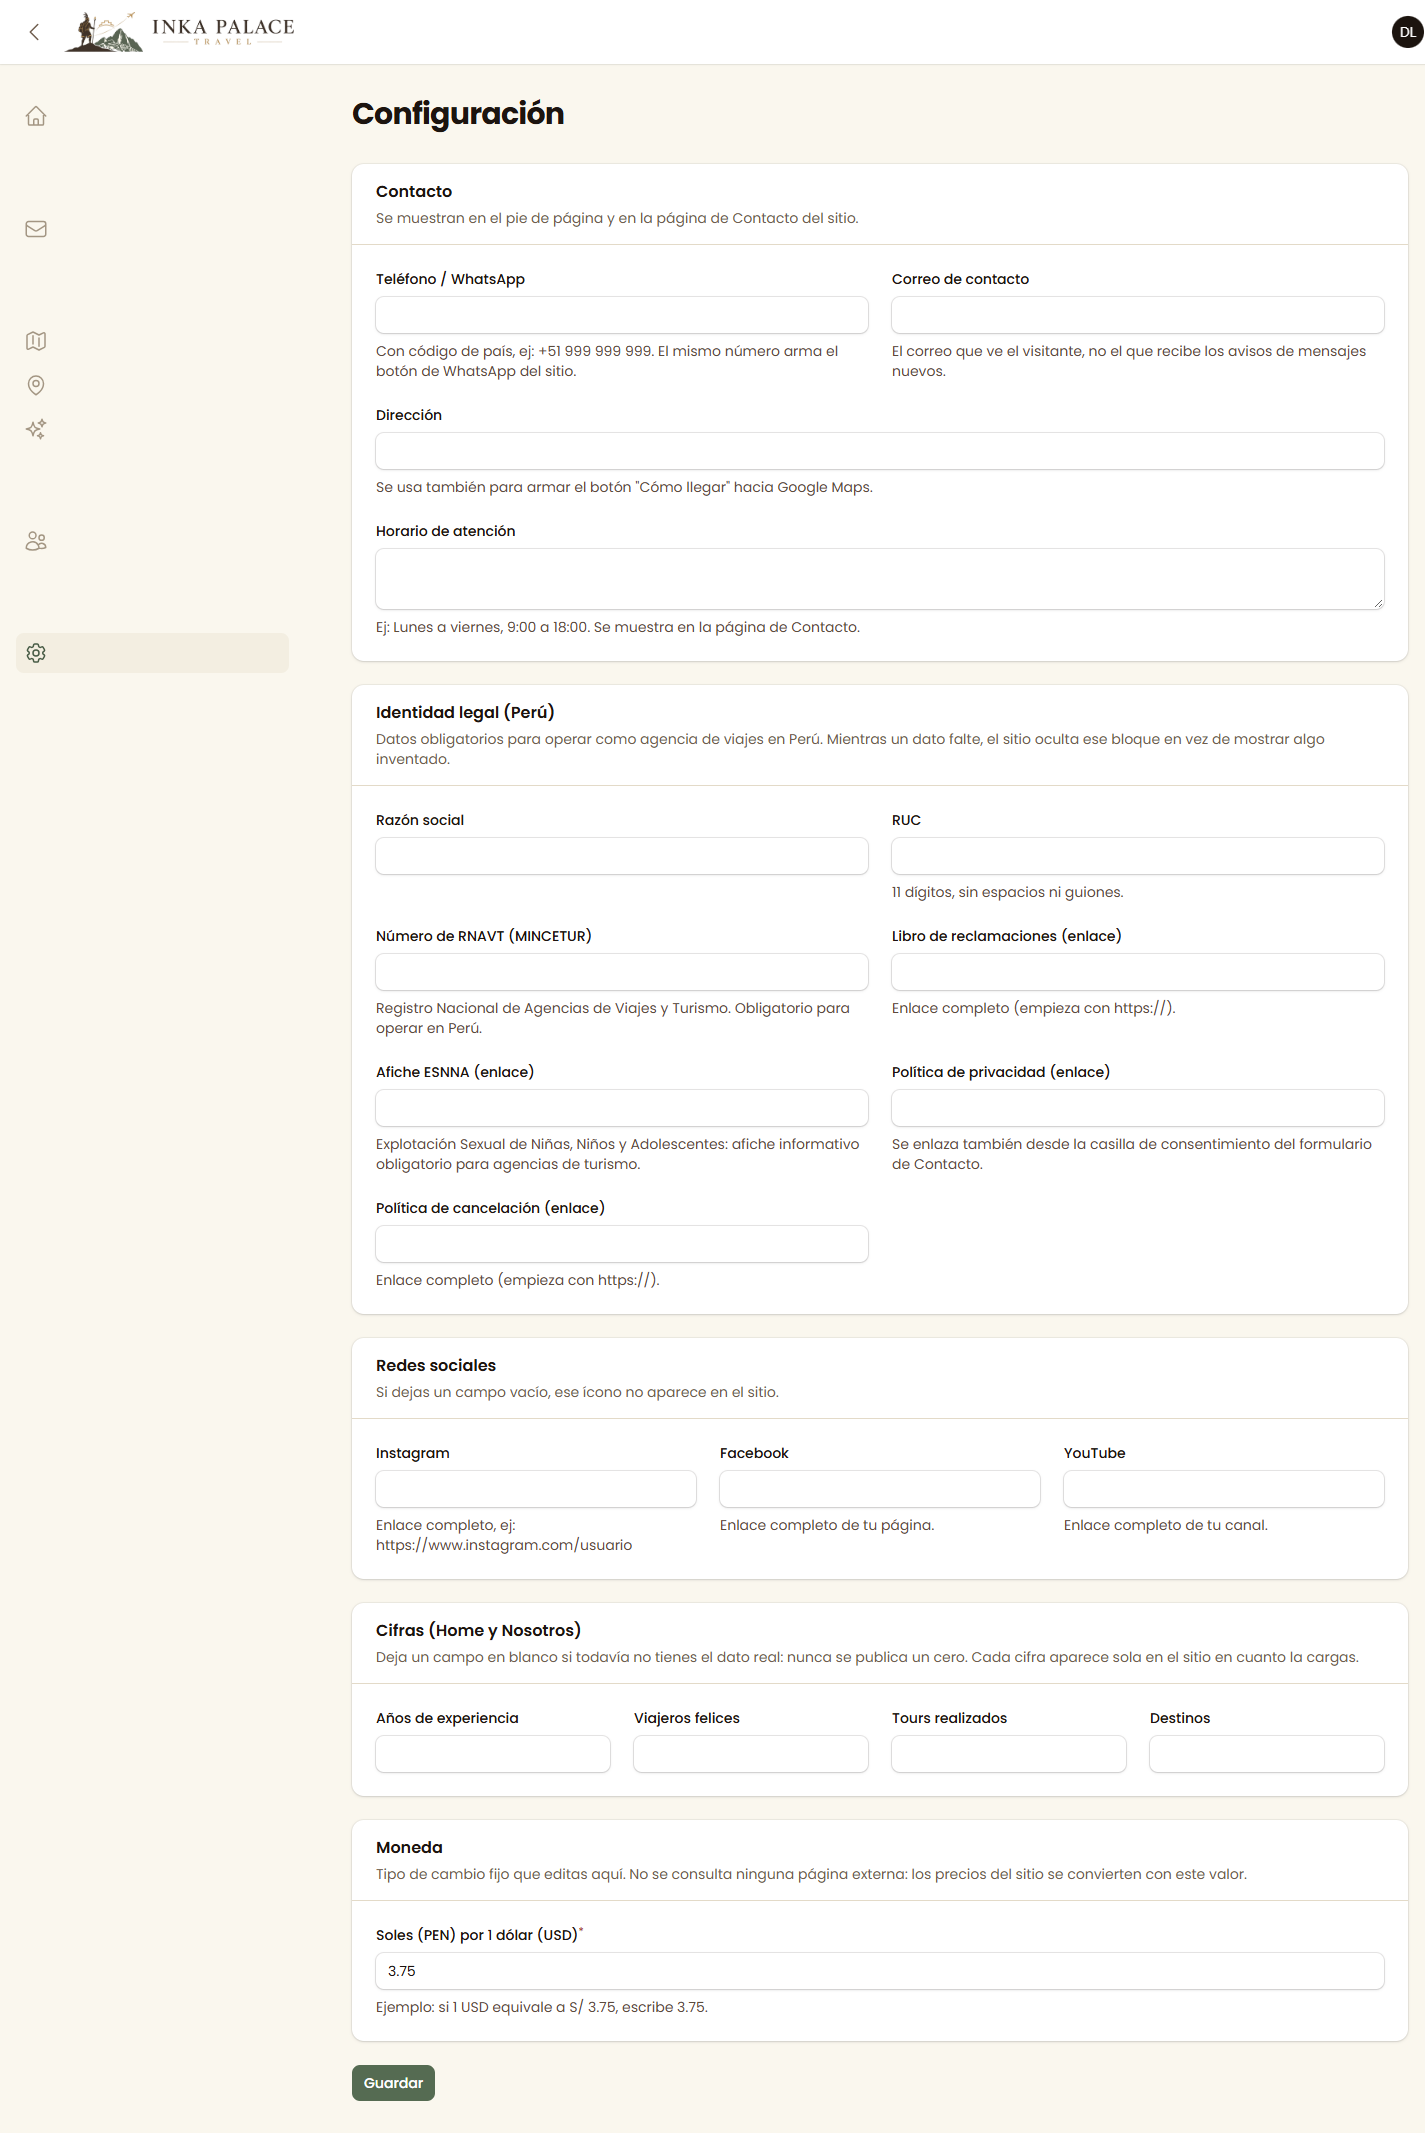 INKA PALACE
TRAVEL
DL
Configuración
Contacto
Se muestran en el pie de página y en la página de Contacto del sitio.
Teléfono / WhatsApp
Correo de contacto
Con código de país, ej: +51 999 999 999. El mismo número arma el
botón de WhatsApp del sitio.
El correo que ve el visitante, no el que recibe los avisos de mensajes
nuevos.
Dirección
Se usa también para armar el botón "Cómo llegar" hacia Google Maps.
Horario de atención
Ej: Lunes a viernes, 9:00 a 18:00. Se muestra en la página de Contacto.
Identidad legal (Perú)
Datos obligatorios para operar como agencia de viajes en Perú. Mientras un dato falte, el sitio oculta ese bloque en vez de mostrar algo
inventado.
Razón social
RUC
11 dígitos, sin espacios ni guiones.
Número de RNAVT (MINCETUR)
Libro de reclamaciones (enlace)
Registro Nacional de Agencias de Viajes y Turismo. Obligatorio para
operar en Perú.
Enlace completo (empieza con https://).
Afiche ESNNA (enlace)
Política de privacidad (enlace)
Explotación Sexual de Niñas, Niños y Adolescentes: afiche informativo
obligatorio para agencias de turismo.
Se enlaza también desde la casilla de consentimiento del formulario
de Contacto.
Política de cancelación (enlace)
Enlace completo (empieza con https://).
Redes sociales
Si dejas un campo vacío, ese ícono no aparece en el sitio.
Instagram
Facebook
YouTube
Enlace completo, ej:
https://www.instagram.com/usuario
Enlace completo de tu página.
Enlace completo de tu canal.
Cifras (Home y Nosotros)
Deja un campo en blanco si todavía no tienes el dato real: nunca se publica un cero. Cada cifra aparece sola en el sitio en cuanto la cargas.
Años de experiencia
Viajeros felices
Tours realizados
Destinos
Moneda
Tipo de cambio fijo que editas aquí. No se consulta ninguna página externa: los precios del sitio se convierten con este valor.
Soles (PEN) por 1 dólar (USD)*
3.75
Ejemplo: si 1 USD equivale a S/ 3.75, escribe 3.75.
Guardar